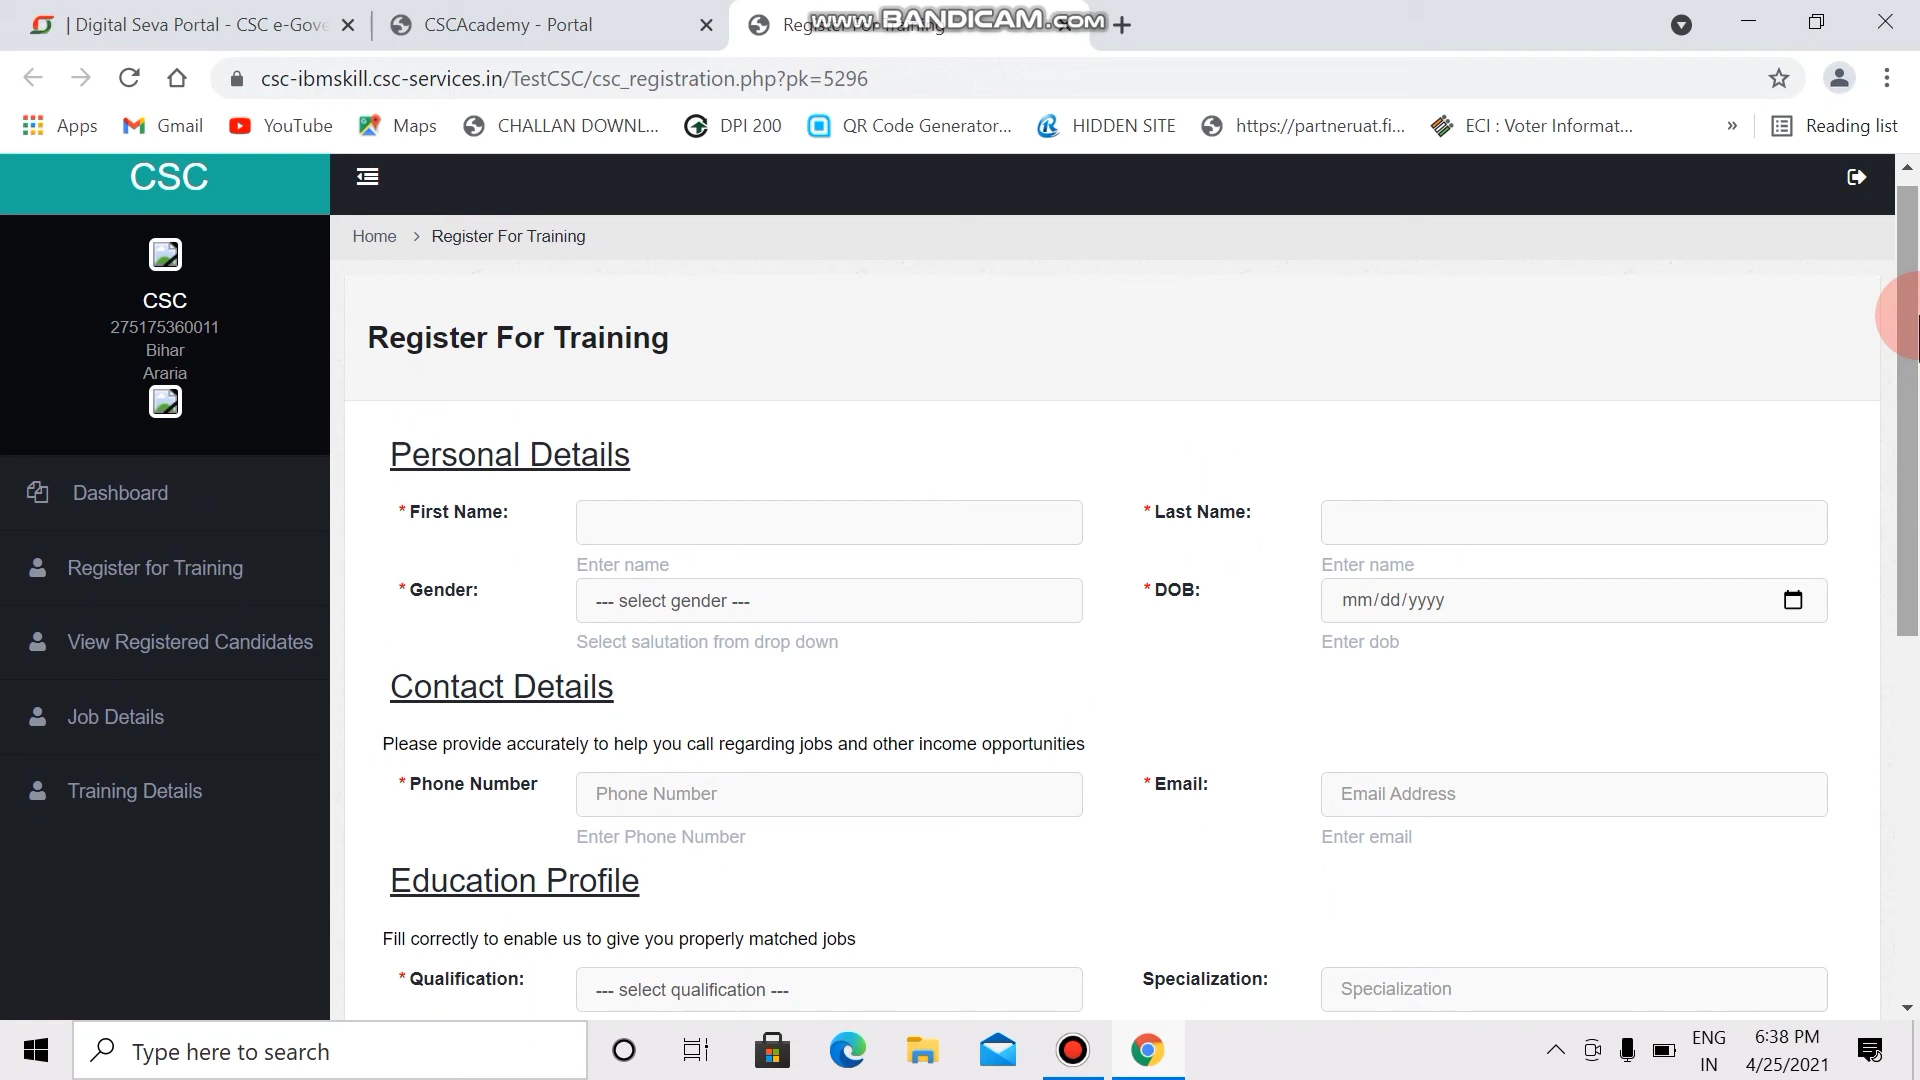 | Digital Seva Portal - CSC e-Gove
CSCAcademy - Portal
Register For Training
www.BANDICAM.com
csc-ibmskill.csc-services.in/TestCSC/csc_registration.php?pk=5296
Apps
Gmail
YouTube
Maps
CHALLAN DOWNL...
DPI 200
QR Code Generator...
HIDDEN SITE
https://partneruat.fi...
ECI : Voter Informat...
»
Reading list
CSC
Home > Register For Training
CSC
275175360011
Bihar
Araria
Dashboard
Register for Training
View Registered Candidates
Job Details
Training Details
Register For Training
Personal Details
* First Name:
Enter name
* Last Name:
Enter name
* Gender:
--- select gender ---
Select salutation from drop down
* DOB:
mm/dd/yyyy
Enter dob
Contact Details
Please provide accurately to help you call regarding jobs and other income opportunities
* Phone Number
Phone Number
Enter Phone Number
* Email:
Email Address
Enter email
Education Profile
Fill correctly to enable us to give you properly matched jobs
* Qualification:
--- select qualification ---
Specialization:
Specialization
Type here to search
ENG
IN
6:38 PM
4/25/2021